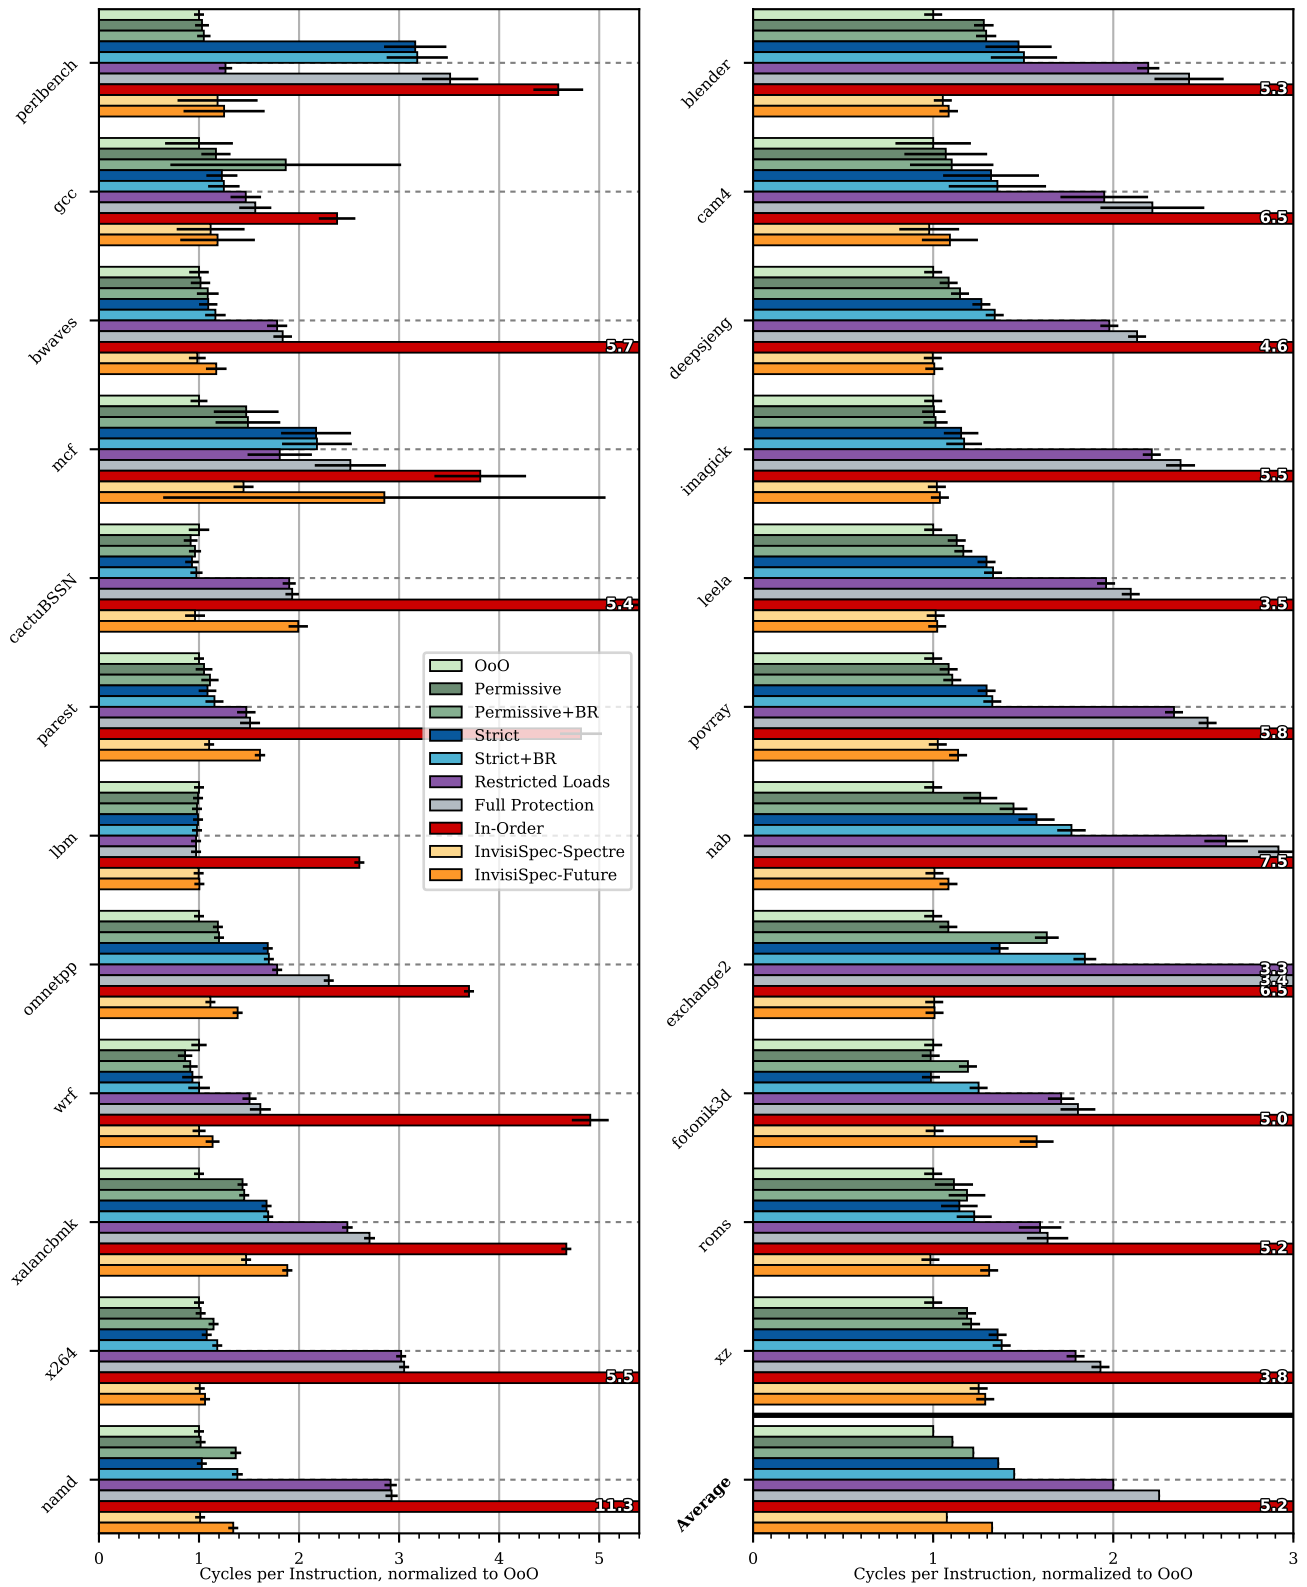 perlbench
gcc
bwaves
5.7
mcf
cactuBSSN
5.4
parest
OoO
Permissive
Permissive+BR
Strict
Strict+BR
Restricted Loads
Full Protection
In-Order
InvisiSpec-Spectre
InvisiSpec-Future
lbm
omnetpp
wrf
xalancbmk
x264
5.5
namd
11.3
0 1 2 3 4 5
Cycles per Instruction, normalized to OoO
blender
5.3
cam4
6.5
deepsjeng
4.6
imagick
5.5
leela
3.5
povray
5.8
nab
7.5
exchange2
3.3
3.4
6.5
fotonik3d
5.0
roms
5.2
xz
3.8
Average
5.2
0 1 2 3
Cycles per Instruction, normalized to OoO